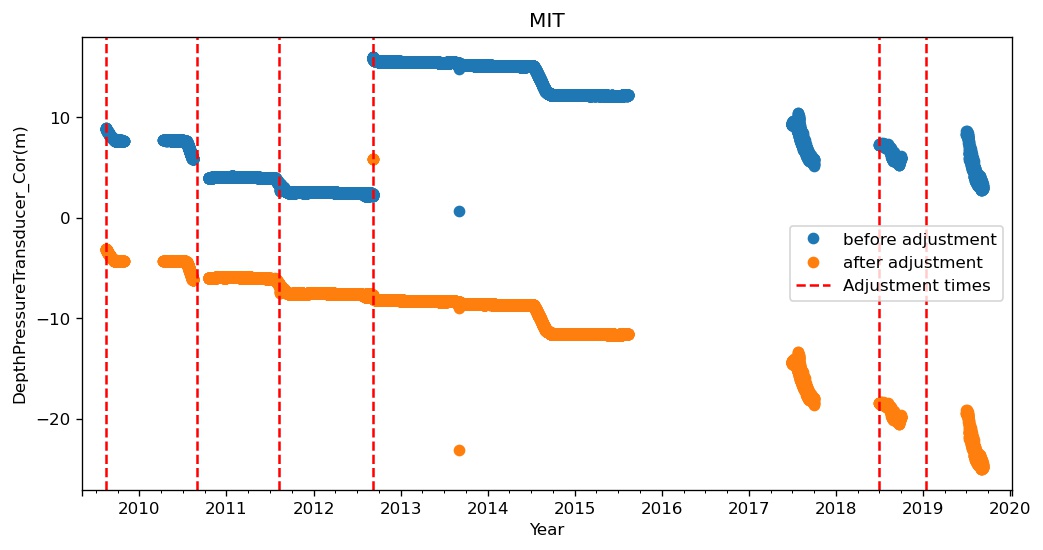 MIT
DepthPressureTransducer_Cor(m)
10
0
−10
−20
before adjustment
after adjustment
Adjustment times
2010 2011 2012 2013 2014 2015 2016 2017 2018 2019 2020
Year